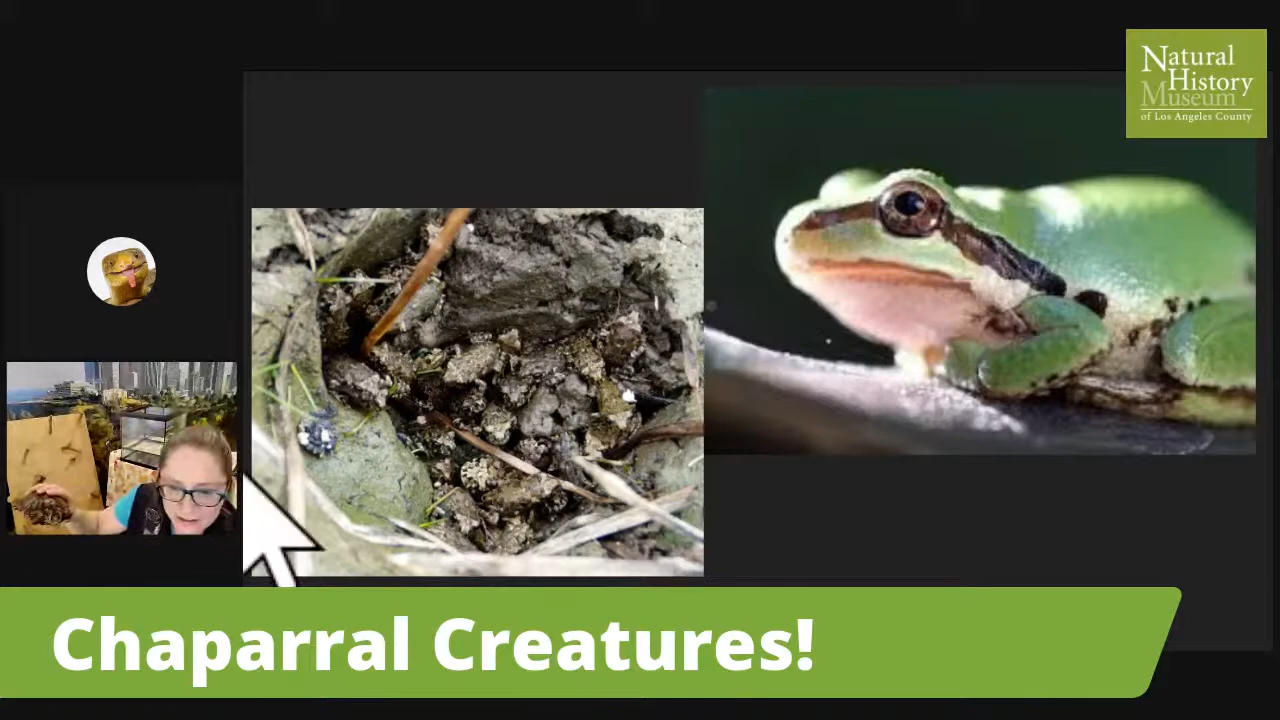 Natural
History
Museum
of Los Angeles County
Chaparral Creatures!